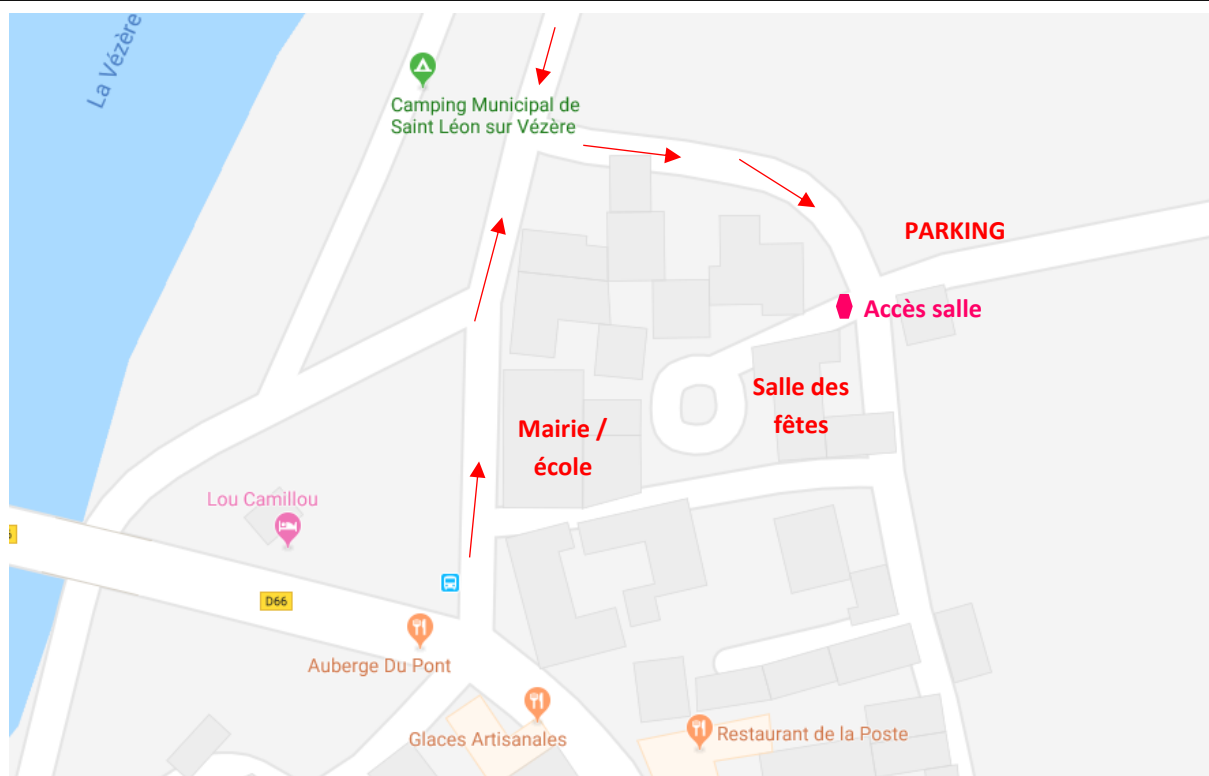 La Vézère
Camping Municipal de
Saint Léon sur Vézère
PARKING
Accès salle
Salle des
fêtes
Mairie /
école
Lou Camillou
D66
Auberge Du Pont
Glaces Artisanales
Restaurant de la Poste